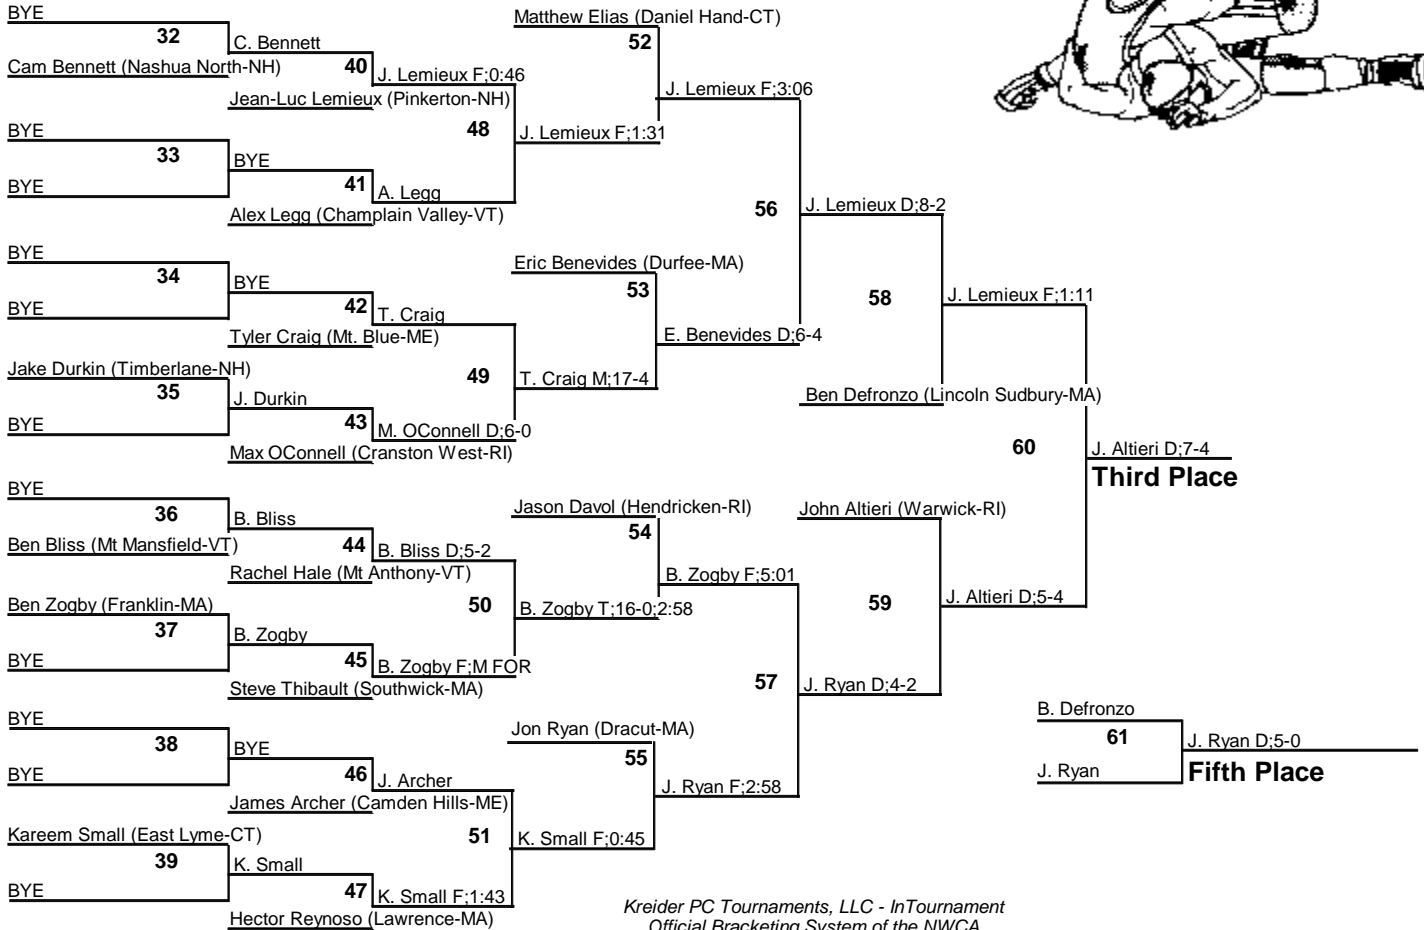 BYE
32
C. Bennett
Cam Bennett (Nashua North-NH)
40
J. Lemieux F;0:46
Jean-Luc Lemieux (Pinkerton-NH)
48
BYE
33
BYE
BYE
41
A. Legg
Alex Legg (Champlain Valley-VT)
J. Lemieux F;1:31
Matthew Elias (Daniel Hand-CT)
52
J. Lemieux F;3:06
BYE
34
BYE
BYE
42
T. Craig
Tyler Craig (Mt. Blue-ME)
49
Jake Durkin (Timberlane-NH)
35
J. Durkin
BYE
43
M. OConnell D;6-0
Max OConnell (Cranston West-RI)
T. Craig M;17-4
Eric Benevides (Durfee-MA)
53
E. Benevides D;6-4
56
J. Lemieux D;8-2
58
J. Lemieux F;1:11
Ben Defronzo (Lincoln Sudbury-MA)
60
J. Altieri D;7-4
Third Place
BYE
36
B. Bliss
Ben Bliss (Mt Mansfield-VT)
44
B. Bliss D;5-2
Rachel Hale (Mt Anthony-VT)
50
Ben Zogby (Franklin-MA)
37
B. Zogby
BYE
45
B. Zogby F;M FOR
Steve Thibault (Southwick-MA)
B. Zogby T;16-0;2:58
Jason Davol (Hendricken-RI)
54
B. Zogby F;5:01
BYE
38
BYE
BYE
46
J. Archer
James Archer (Camden Hills-ME)
51
Kareem Small (East Lyme-CT)
39
K. Small
BYE
47
K. Small F;1:43
Hector Reynoso (Lawrence-MA)
K. Small F;0:45
Jon Ryan (Dracut-MA)
55
J. Ryan F;2:58
57
J. Ryan D;4-2
John Altieri (Warwick-RI)
59
J. Altieri D;5-4
B. Defronzo
61
J. Ryan D;5-0
J. Ryan
Fifth Place
Kreider PC Tournaments, LLC - InTournament
Official Bracketing System of the NWCA